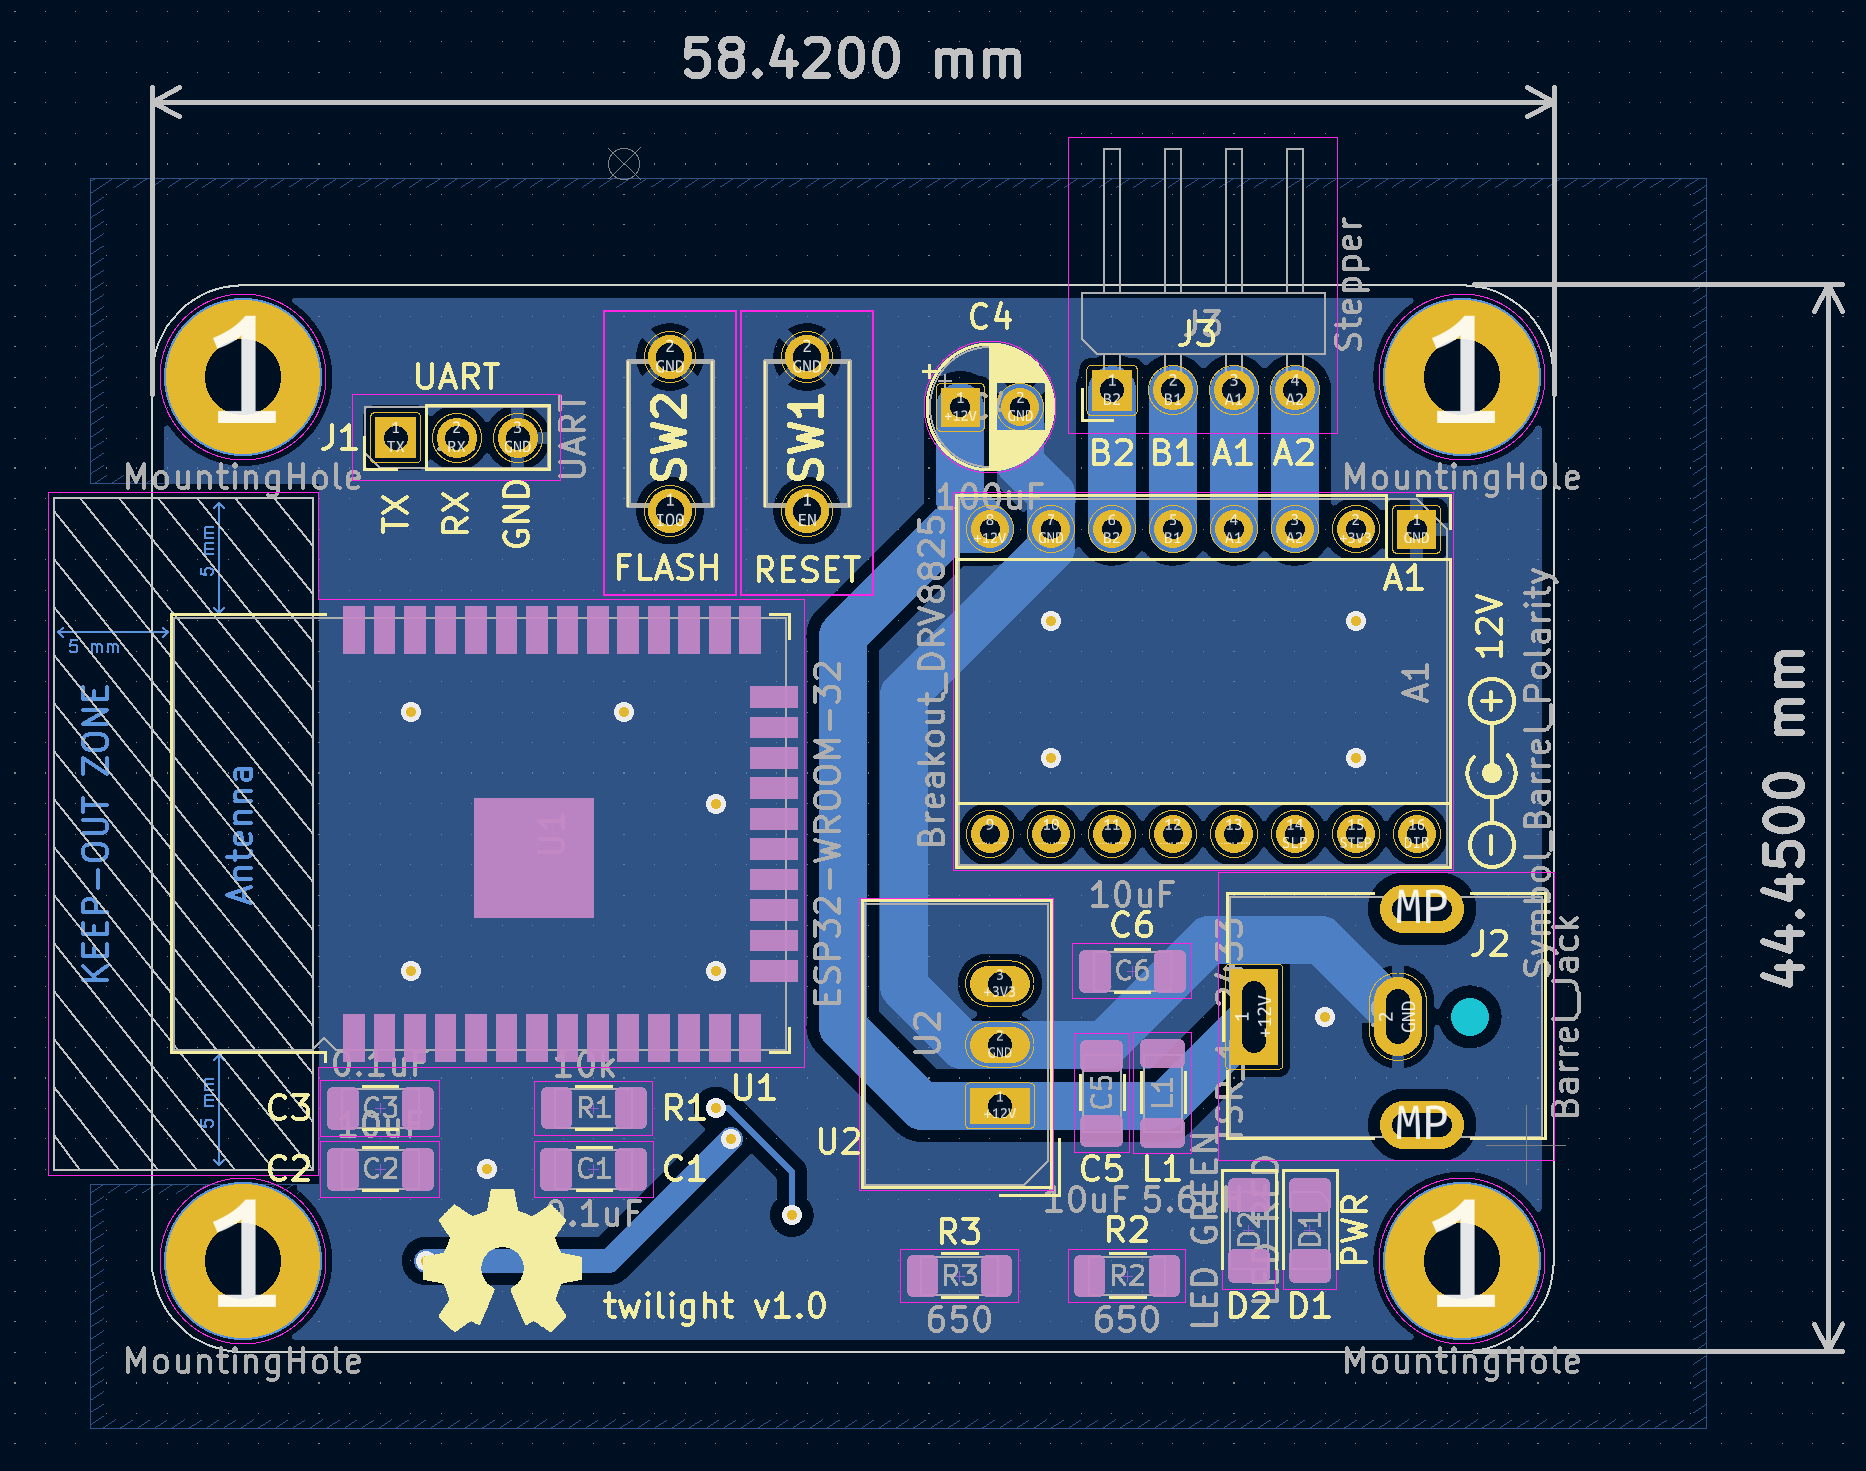 58.4200 mm
Stepper
C4
J3
J3
1
1
UART
UART
J1
1 TX
2 RX
3 GND
TX
RX
GND
MountingHole
MountingHole
2 GND
SW2
1 IO0
FLASH
2 GND
SW1
1 EN
RESET
+
+
1 +12V
2 GND
100uF
1 B2
2 B1
3 A1
4 A2
B2
B1
A1
A2
8 +12V
7 GND
6 B2
5 B1
4 A1
3 A2
2 +3V3
1 GND
A1
A1
Breakout_DRV8825
12V
+
-
Symbol_Barrel_Polarity
44.4500 mm
5 mm
5 mm
5 mm
KEEP-OUT ZONE
Antenna
U1
ESP32-WROOM-32
9
10
11
12
13
14 SLP
15 STEP
16 DIR
10uF
C6
C6
MP
J2
1 +12V
2 GND
MP
Barrel_Jack
3 +3V3
2 GND
1 +12V
U2
U2
0.1uF
C3
C3
10uF
C2
C2
10k
R1
R1
U1
C1
C1
0.1uF
C5
C5
10uF
L1
L1
LED GREEN
LED RED
D2
D1
PWR
D2
D1
R3
R3
650
R2
R2
650
twilight v1.0
1
1
MountingHole
MountingHole